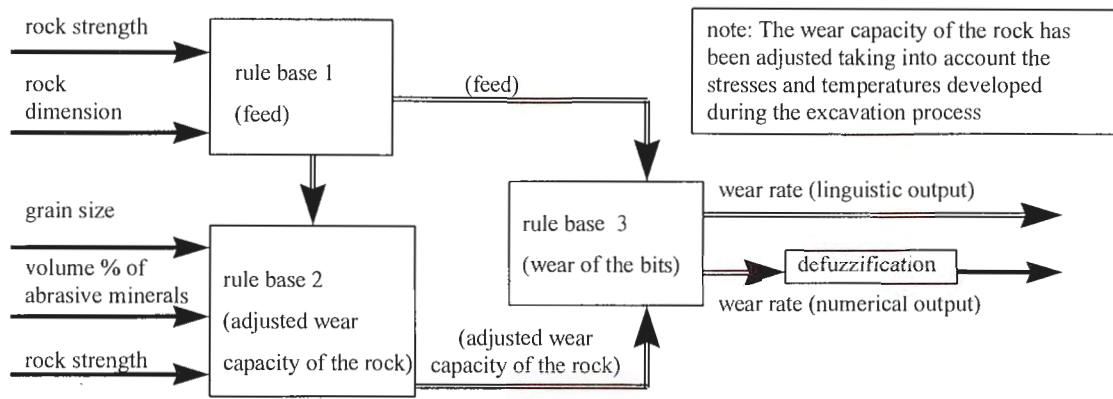 rock strength
rock
dimension
rule base 1
(feed)
(feed)
note: The wear capacity of the rock has
been adjusted taking into account the
stresses and temperatures developed
during the excavation process
grain size
volume % of
abrasive minerals
rock strength
rule base 2
(adjusted wear
capacity of the rock)
(adjusted wear
capacity of the rock)
rule base 3
(wear of the bits)
wear rate (linguistic output)
defuzzification
wear rate (numerical output)